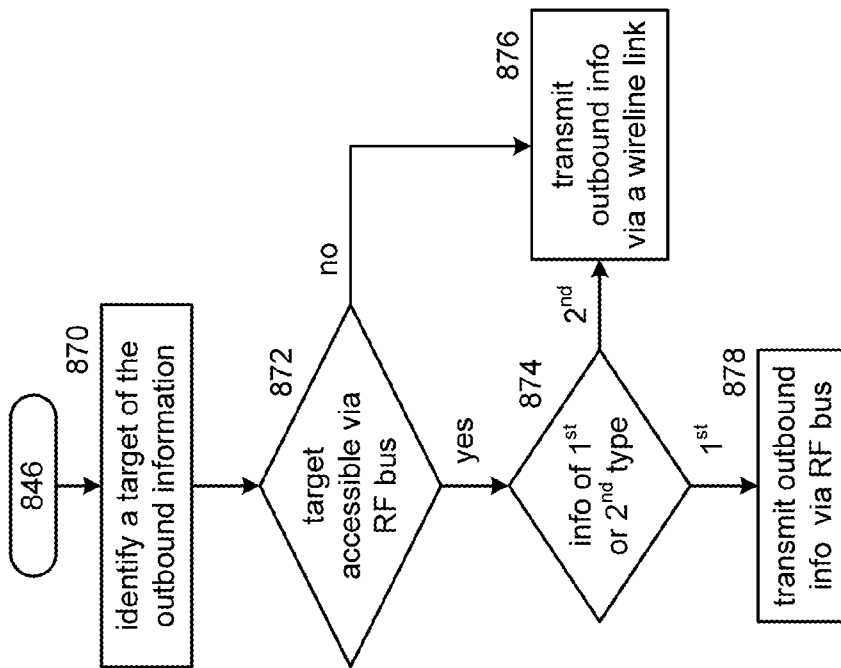 846
870
identify a target of the
outbound information
872
target
accessible via
RF bus
no
yes
874
info of 1st
or 2nd type
2nd
876
transmit
outbound info
via a wireline link
1st
878
transmit outbound
info via RF bus